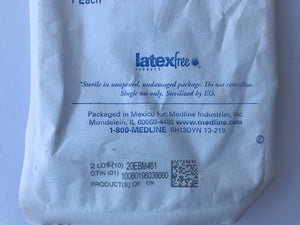 1 Each
latexfree
PRODUCT
"Sterile in unopened, undamaged package. Do not resterilize.
Single use only. Sterilized by EO.
Packaged in Mexico for: Medline Industries, Inc.
Mundelein, IL 60060-4486 www.medline.com
1-800-MEDLINE RH13DYN 13-219
©
2 LOT (10) 20EBM461
GTIN (01) 10080196036660
PRODUCT(S) OF CN